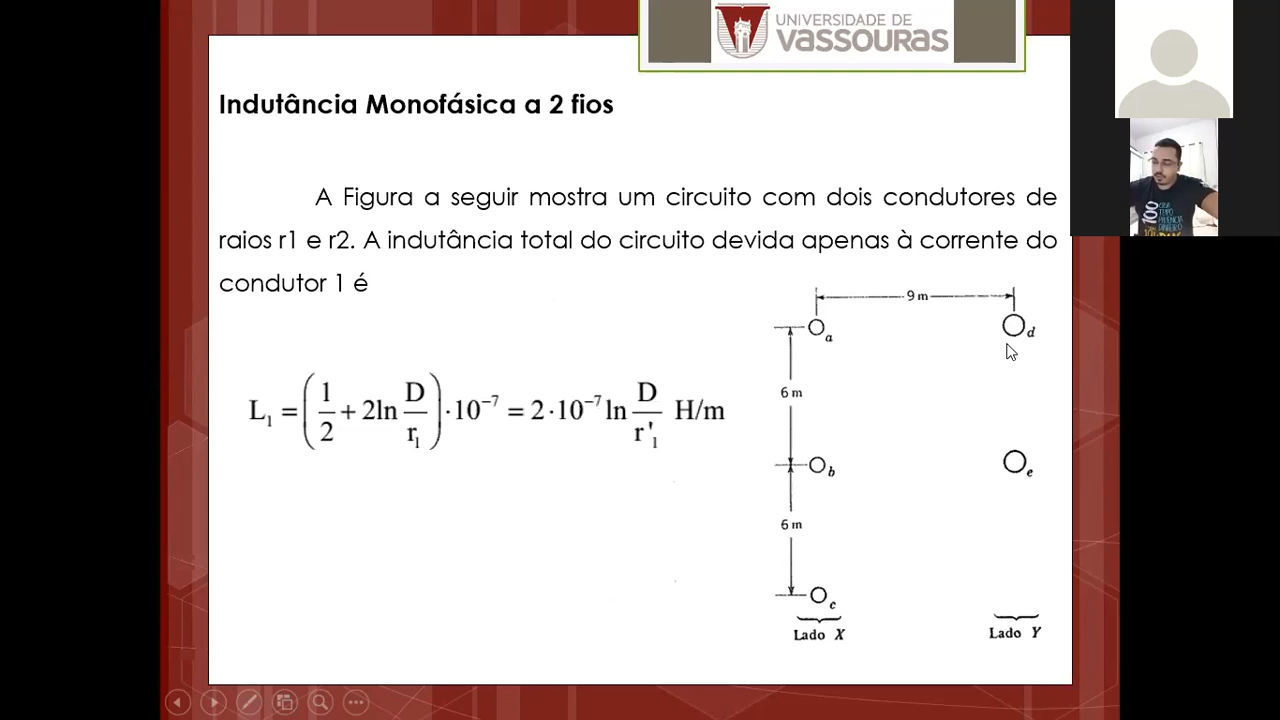 UNIVERSIDADE DE
VASSOURAS
Indutância Monofásica a 2 fios
A Figura a seguir mostra um circuito com dois condutores de
raios r1 e r2. A indutância total do circuito devida apenas à corrente do
condutor 1 é
L₁ = (1/2 + 2ln D/r₁) · 10⁻⁷ = 2 · 10⁻⁷ ln D/r'₁ H/m
9 m
a
d
6 m
b
e
6 m
c
Lado X
Lado Y
100